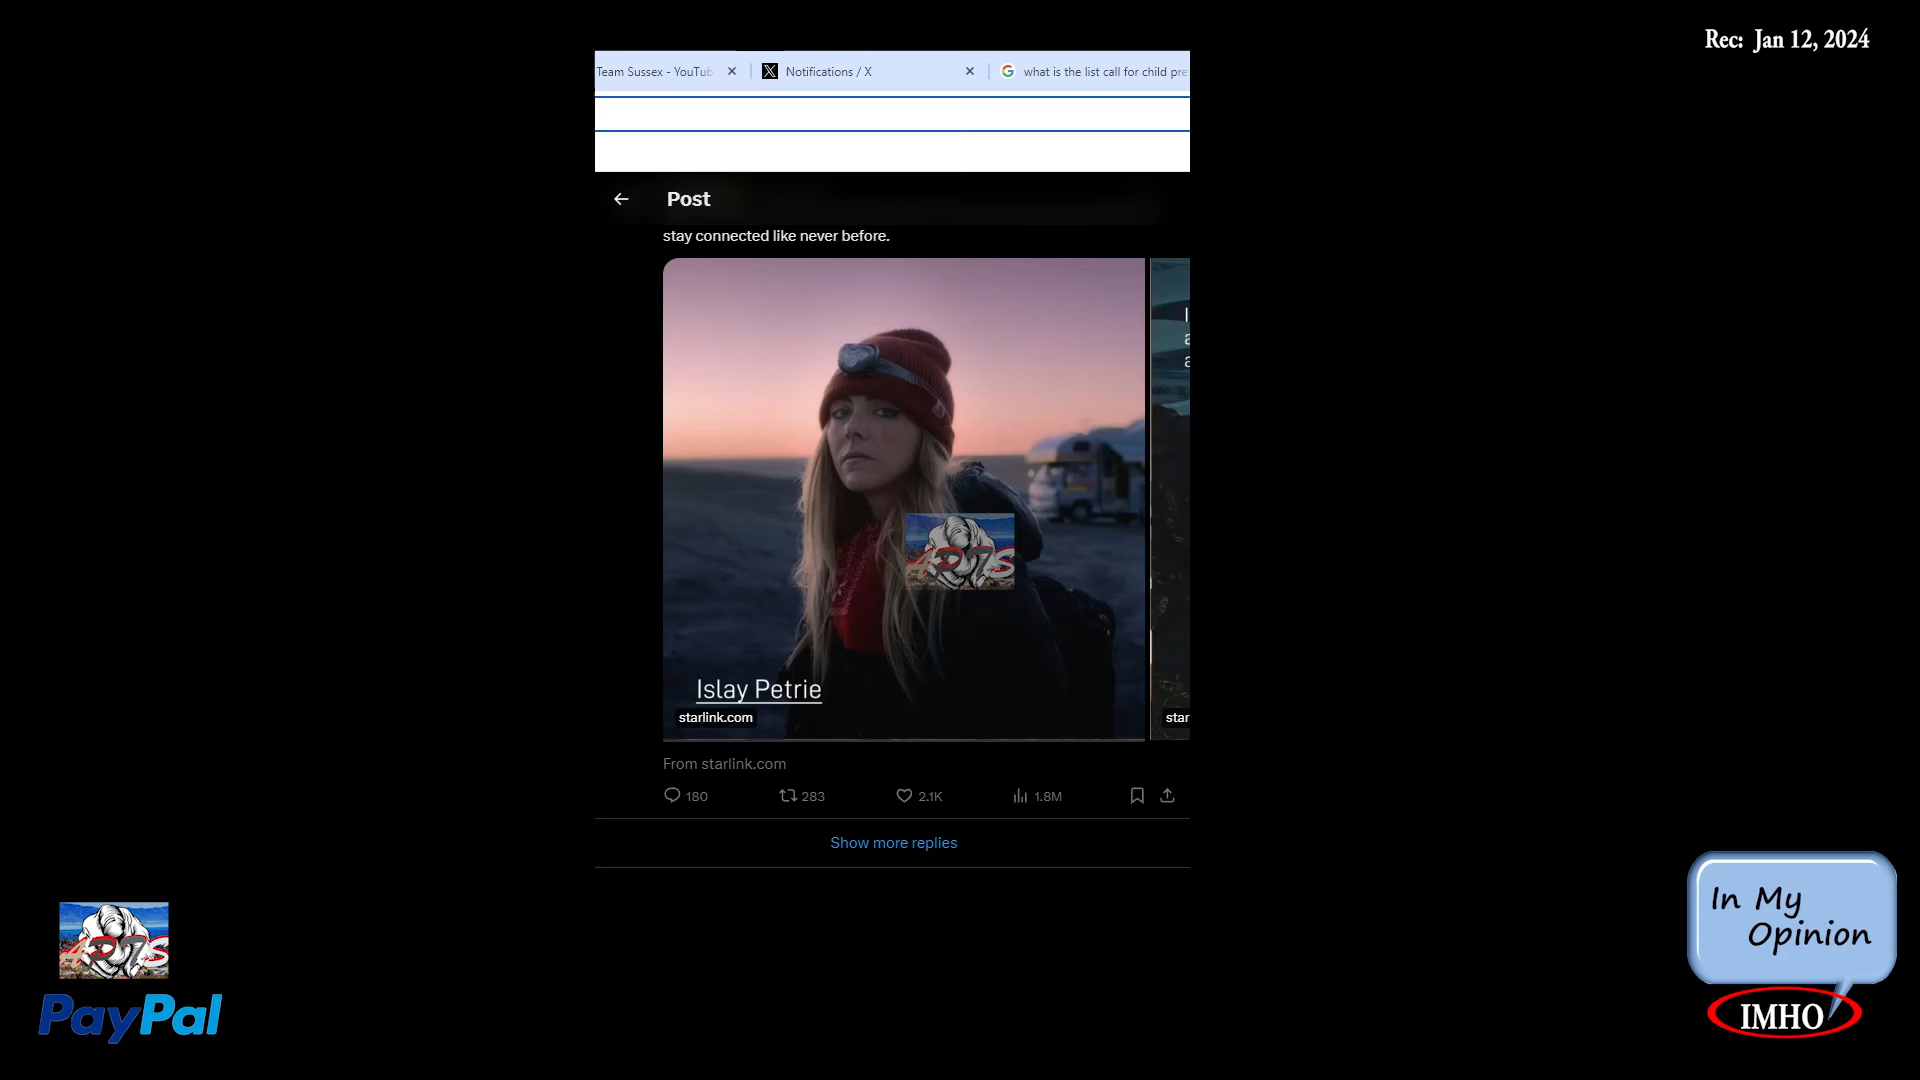 Rec: Jan 12, 2024
Team Sussex - YouTub
Notifications / X
what is the list call for child pre
Post
stay connected like never before.
I
a
a
ARTS
Islay Petrie
starlink.com
star
From starlink.com
180
283
2.1K
1.8M
Show more replies
In My
Opinion
IMHO
ARTS
PayPal